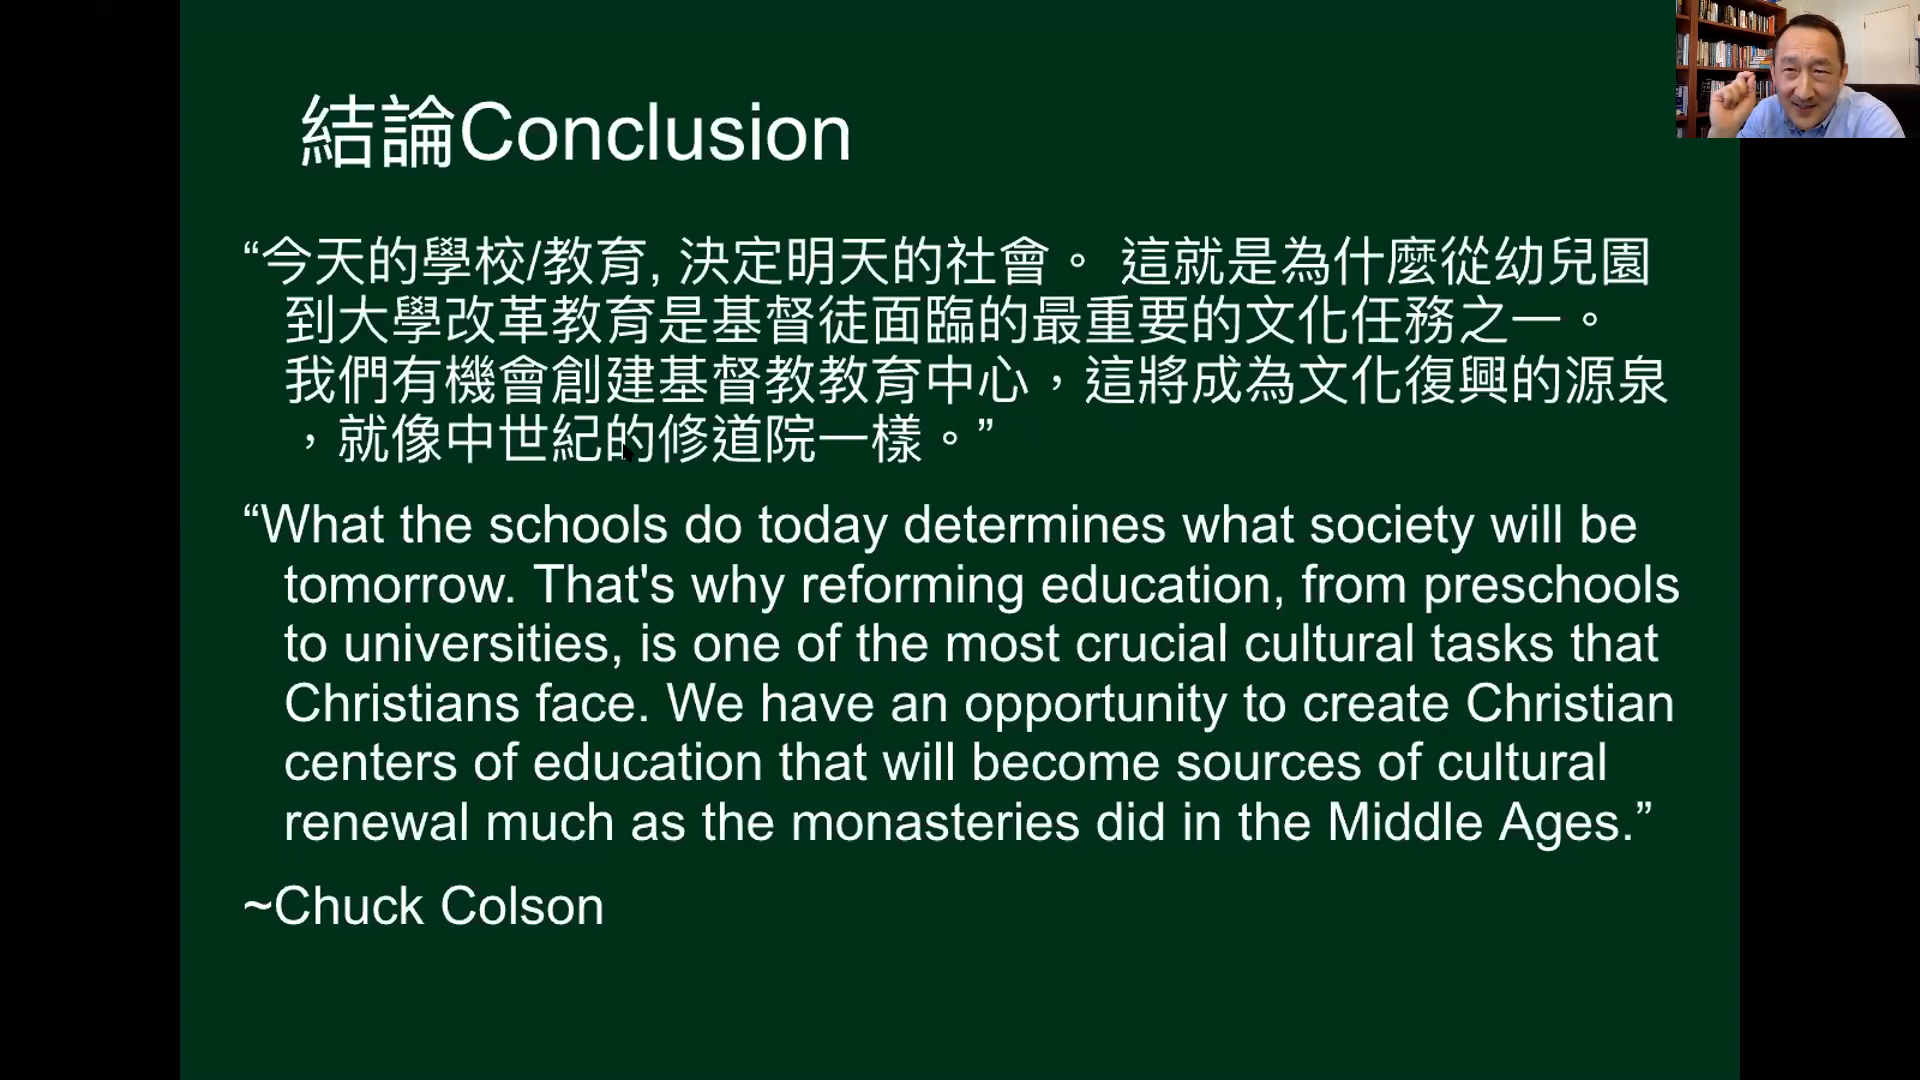 結論Conclusion
“今天的學校/教育, 決定明天的社會。 這就是為什麼從幼兒園
到大學改革教育是基督徒面臨的最重要的文化任務之一。
我們有機會創建基督教教育中心，這將成為文化復興的源泉
，就像中世紀的修道院一樣。”
“What the schools do today determines what society will be
tomorrow. That's why reforming education, from preschools
to universities, is one of the most crucial cultural tasks that
Christians face. We have an opportunity to create Christian
centers of education that will become sources of cultural
renewal much as the monasteries did in the Middle Ages.”
~Chuck Colson